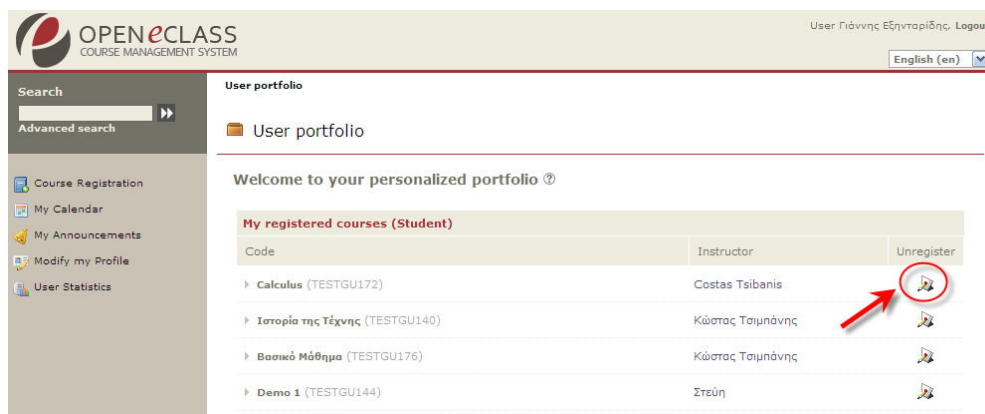 OPEN eCLASS
COURSE MANAGEMENT SYSTEM
User Γιάννης Εξηνταρίδης, Logou
English (en)
Search
Advanced search
User portfolio
User portfolio
Course Registration
My Calendar
My Announcements
Modify my Profile
User Statistics
Welcome to your personalized portfolio
My registered courses (Student)
Code Instructor Unregister
Calculus (TESTGU172) Costas Tsibanis
Ιστορία της Τέχνης (TESTGU140) Κώστας Τσιμπάνης
Βασικό Μάθημα (TESTGU176) Κώστας Τσιμπάνης
Demo 1 (TESTGU144) Στεύη